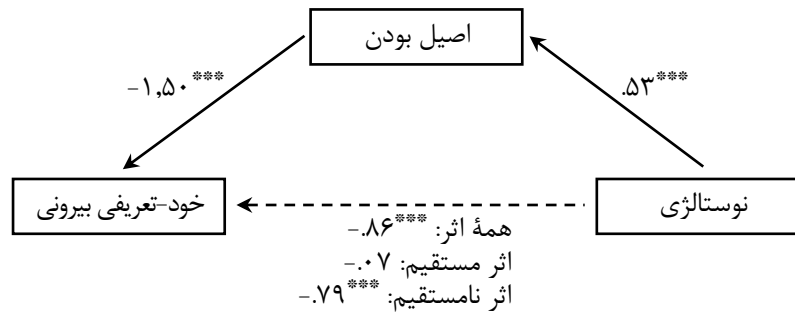 اصیل بودن
-۱,۵۰***
.۵۳***
خود-تعریفی بیرونی
نوستالژی
همهٔ اثر: ***۸۶.-
اثر مستقیم: ۰۷.-
اثر نامستقیم: ***۷۹.-